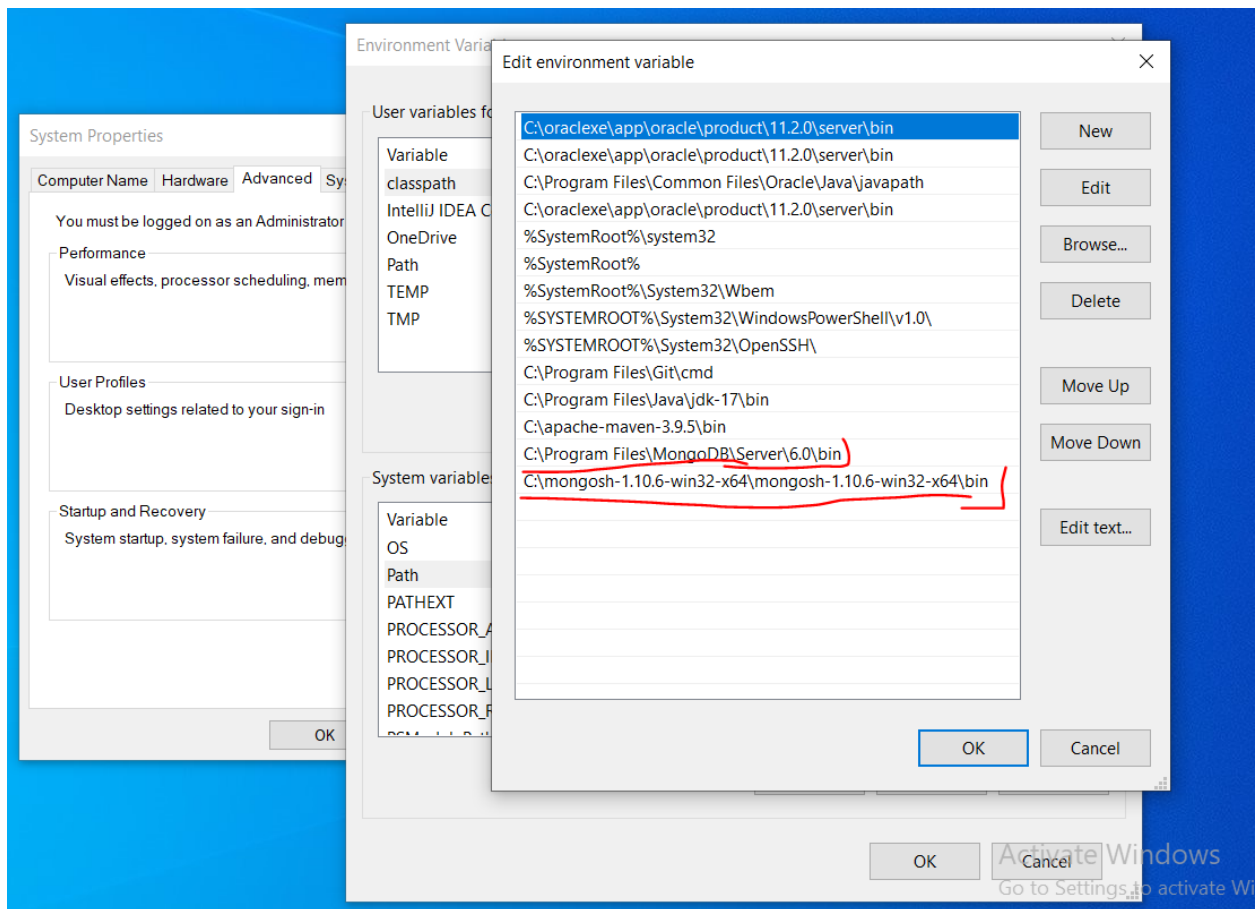 Environment Varia
Edit environment variable
System Properties
Computer Name Hardware Advanced Sy
You must be logged on as an Administrator
Performance
Visual effects, processor scheduling, mem
User Profiles
Desktop settings related to your sign-in
Startup and Recovery
System startup, system failure, and debug
OK
User variables fo
Variable
classpath
IntelliJ IDEA C
OneDrive
Path
TEMP
TMP
System variable
Variable
OS
Path
PATHEXT
PROCESSOR_A
PROCESSOR_I
PROCESSOR_L
PROCESSOR_R
C:\oraclexe\app\oracle\product\11.2.0\server\bin
C:\oraclexe\app\oracle\product\11.2.0\server\bin
C:\Program Files\Common Files\Oracle\Java\javapath
C:\oraclexe\app\oracle\product\11.2.0\server\bin
%SystemRoot%\system32
%SystemRoot%
%SystemRoot%\System32\Wbem
%SYSTEMROOT%\System32\WindowsPowerShell\v1.0\
%SYSTEMROOT%\System32\OpenSSH\
C:\Program Files\Git\cmd
C:\Program Files\Java\jdk-17\bin
C:\apache-maven-3.9.5\bin
C:\Program Files\MongoDB\Server\6.0\bin
C:\mongosh-1.10.6-win32-x64\mongosh-1.10.6-win32-x64\bin
New
Edit
Browse...
Delete
Move Up
Move Down
Edit text...
OK
Cancel
OK
Cancel
Activate Windows
Go to Settings to activate Wi